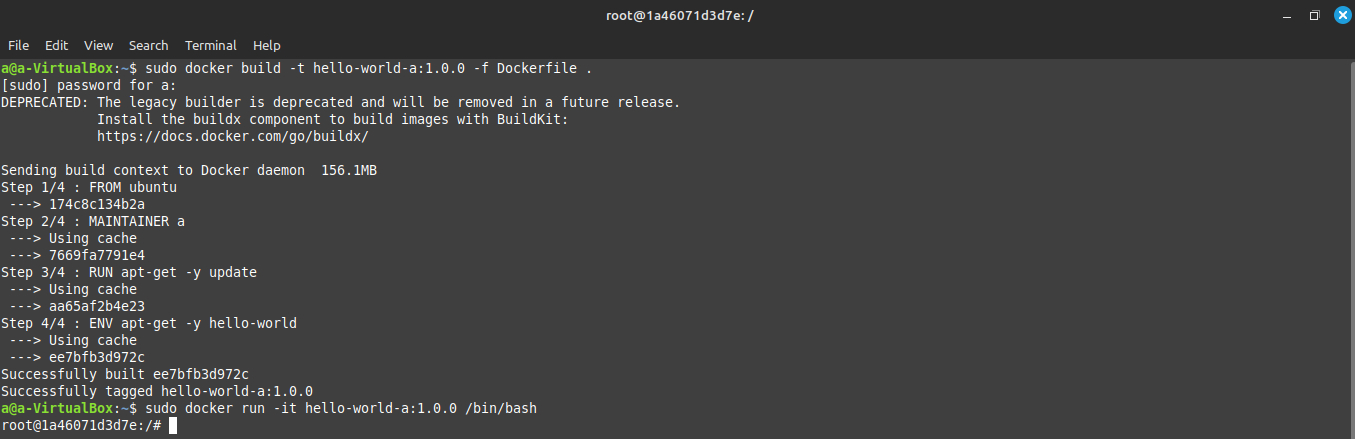 root@1a46071d3d7e: /
File Edit View Search Terminal Help
a@a-VirtualBox:~$ sudo docker build -t hello-world-a:1.0.0 -f Dockerfile .
[sudo] password for a:
DEPRECATED: The legacy builder is deprecated and will be removed in a future release.
            Install the buildx component to build images with BuildKit:
            https://docs.docker.com/go/buildx/

Sending build context to Docker daemon  156.1MB
Step 1/4 : FROM ubuntu
 ---> 174c8c134b2a
Step 2/4 : MAINTAINER a
 ---> Using cache
 ---> 7669fa7791e4
Step 3/4 : RUN apt-get -y update
 ---> Using cache
 ---> aa65af2b4e23
Step 4/4 : ENV apt-get -y hello-world
 ---> Using cache
 ---> ee7bfb3d972c
Successfully built ee7bfb3d972c
Successfully tagged hello-world-a:1.0.0
a@a-VirtualBox:~$ sudo docker run -it hello-world-a:1.0.0 /bin/bash
root@1a46071d3d7e:/#